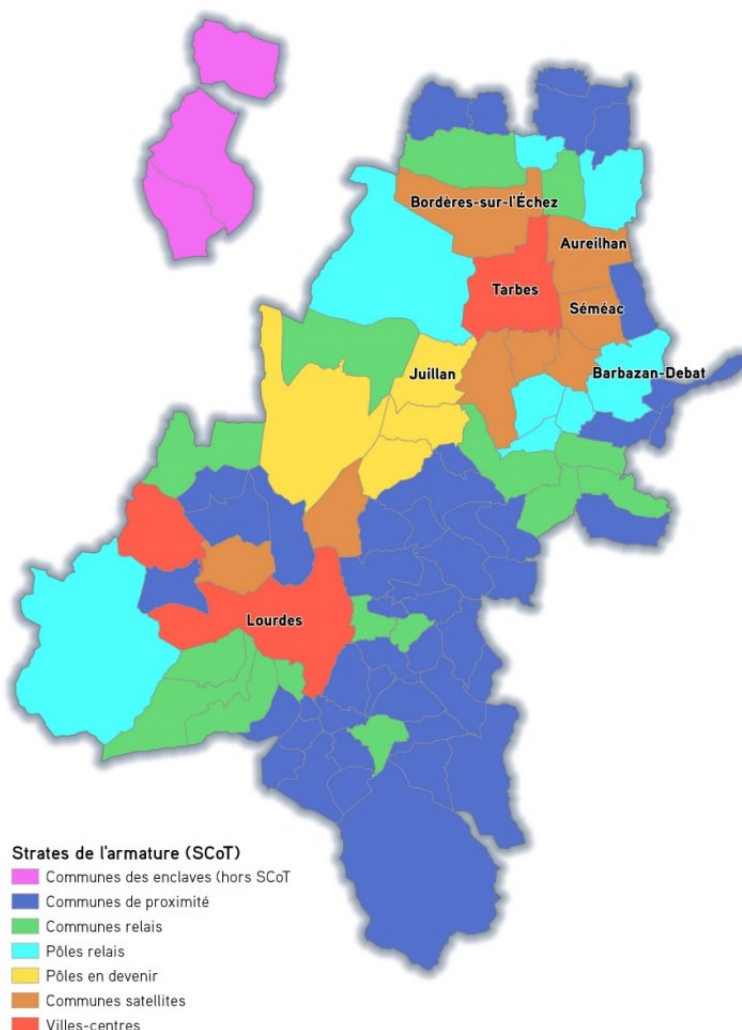 Bordères-sur-l'Échez
Aureilhan
Tarbes
Séméac
Juillan
Barbazan-Debat
Lourdes
Strates de l'armature (SCoT)
Communes des enclaves (hors SCoT
Communes de proximité
Communes relais
Pôles relais
Pôles en devenir
Communes satellites
Villes-centres